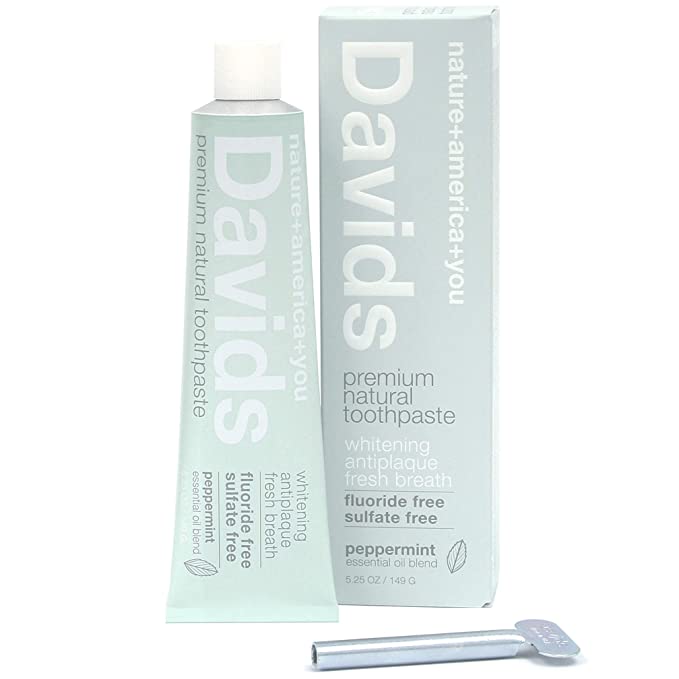 nature+america+you
Davids
premium natural toothpaste
whitening
antiplaque
fresh breath
fluoride free
sulfate free
peppermint
essential oil blend
nature+america+you
Davids
premium
natural
toothpaste
whitening
antiplaque
fresh breath
fluoride free
sulfate free
peppermint
essential oil blend
5.25 OZ / 149 G